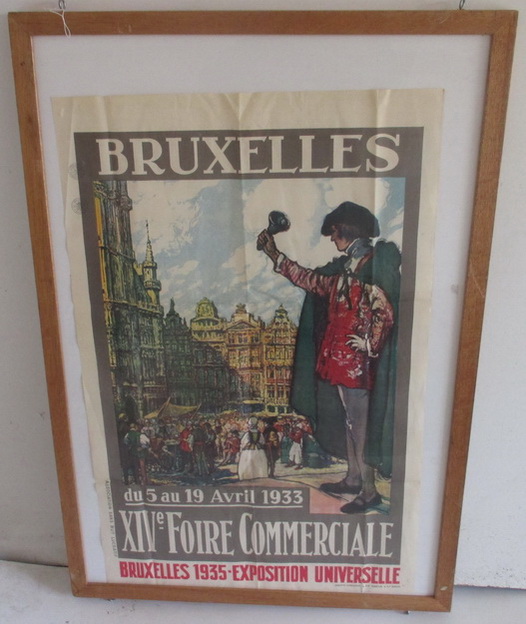 BRUXELLES
du 5 au 19 Avril 1933
XIVe FOIRE COMMERCIALE
BRUXELLES 1935-EXPOSITION UNIVERSELLE